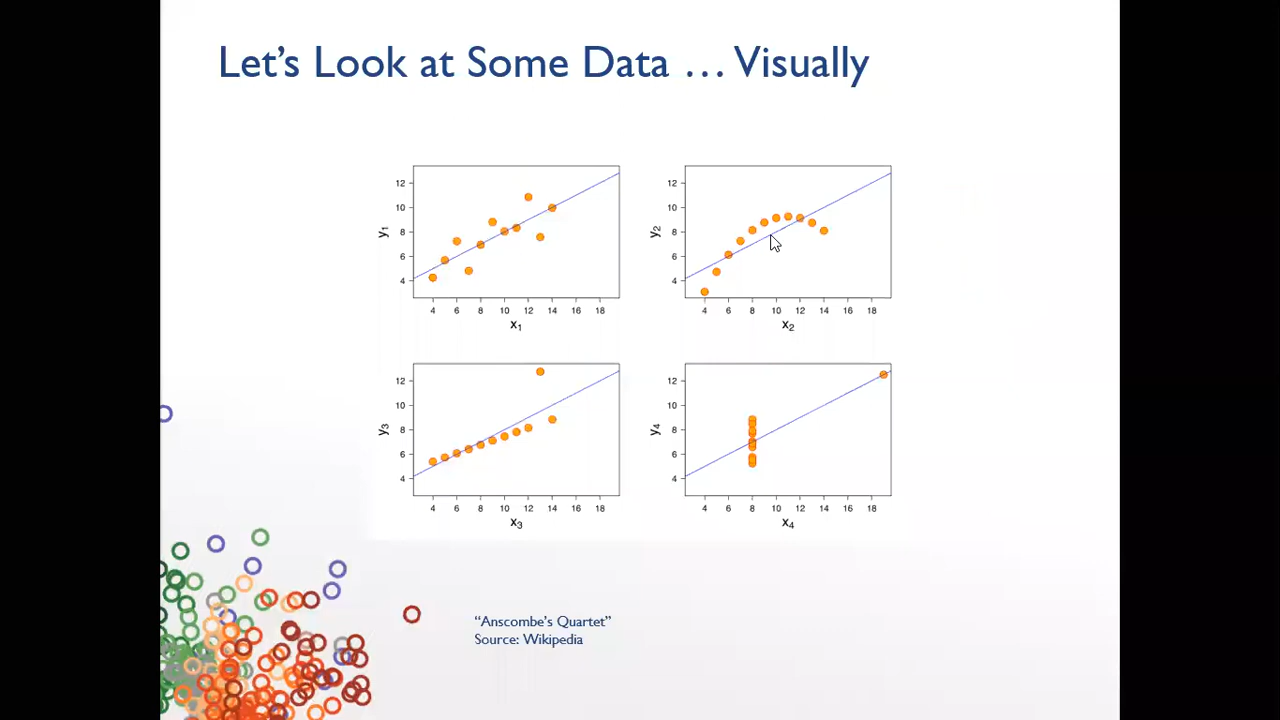 Let's Look at Some Data … Visually
12
10
8
6
4
y1
4 6 8 10 12 14 16 18
x1
12
10
8
6
4
y2
4 6 8 10 12 14 16 18
x2
12
10
8
6
4
y3
4 6 8 10 12 14 16 18
x3
12
10
8
6
4
y4
4 6 8 10 12 14 16 18
x4
“Anscombe's Quartet”
Source: Wikipedia